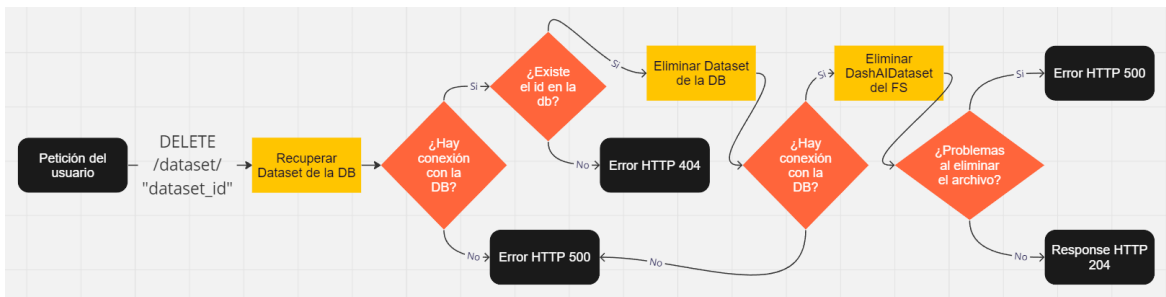 Petición del
usuario
DELETE
/dataset/
"dataset_id"
Recuperar
Dataset de la DB
¿Hay
conexión
con la
DB?
Si
¿Existe
el id en la
db?
Si
No
Error HTTP 404
No
Error HTTP 500
Eliminar Dataset
de la DB
¿Hay
conexión
con la
DB?
No
Si
Eliminar
DashAIDataset
del FS
¿Problemas
al eliminar
el archivo?
Si
Error HTTP 500
No
Response HTTP
204